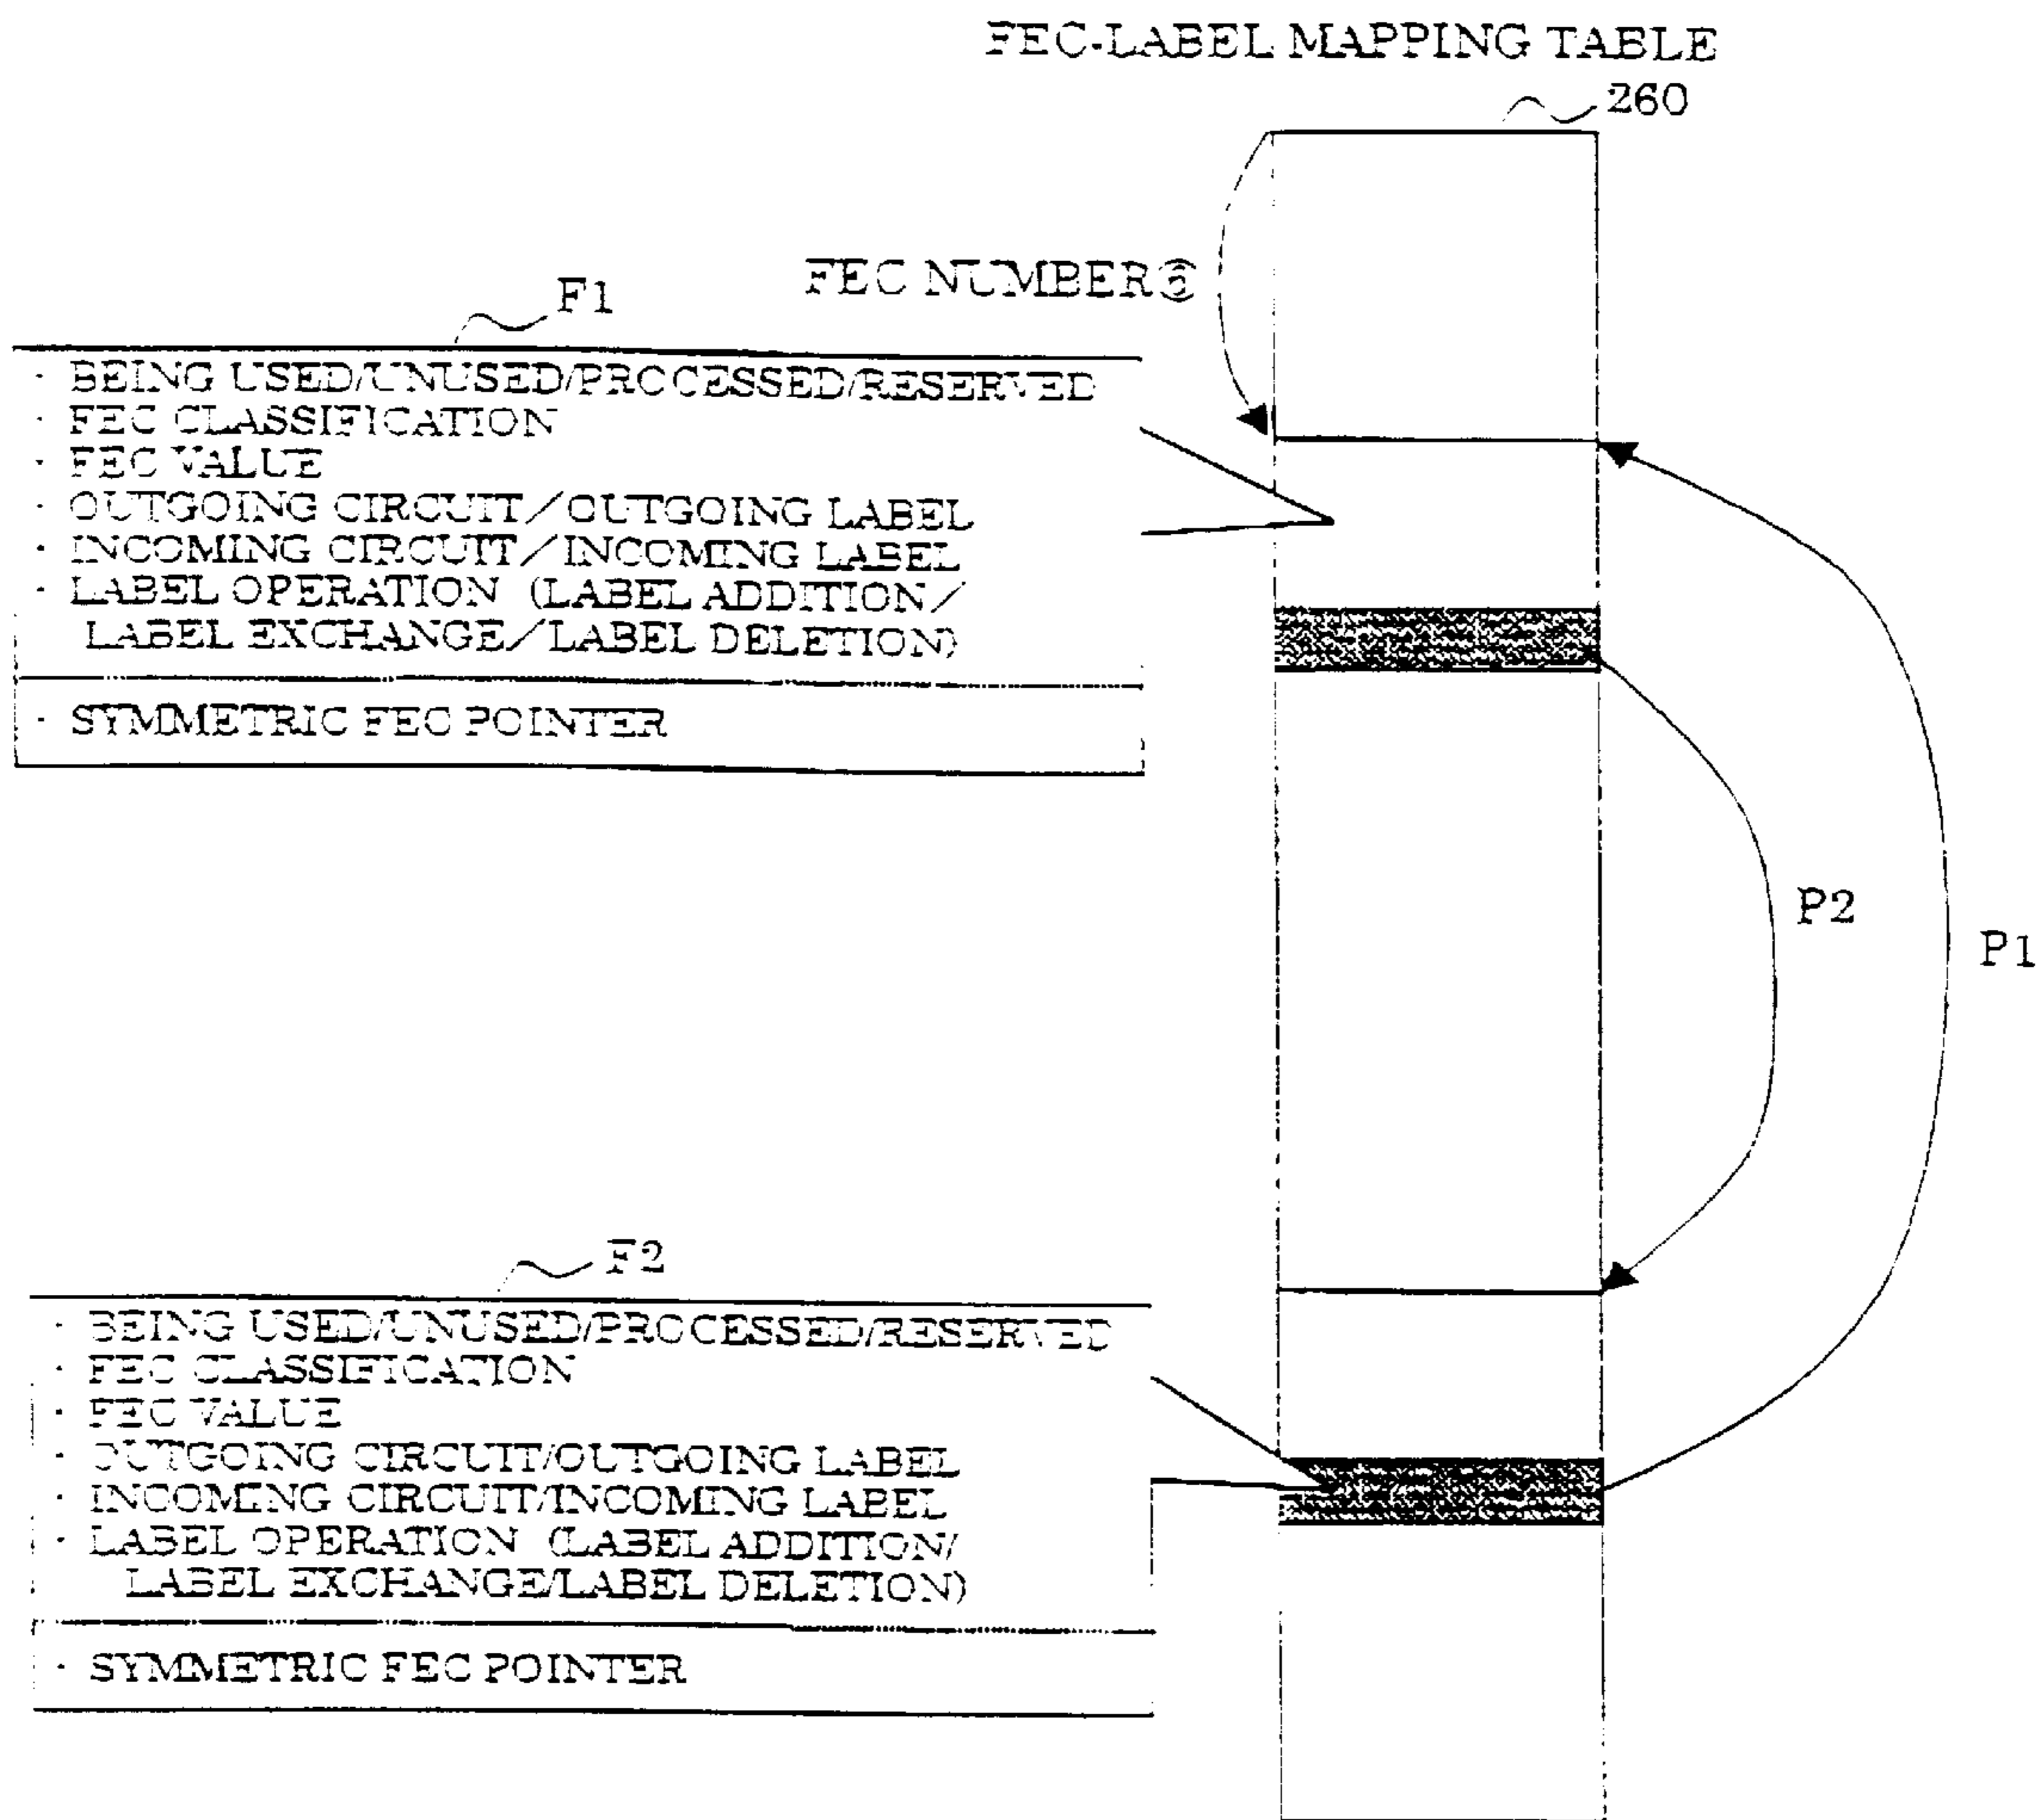 FEC-LABEL MAPPING TABLE
260
FEC NUMBER⑥
F1
· BEING USED/UNUSED/PROCESSED/RESERVED
· FEC CLASSIFICATION
· FEC VALUE
· OUTGOING CIRCUIT/OUTGOING LABEL
· INCOMING CIRCUIT/INCOMING LABEL
· LABEL OPERATION (LABEL ADDITION/
LABEL EXCHANGE/LABEL DELETION)
· SYMMETRIC FEC POINTER
P2
P1
F2
· BEING USED/UNUSED/PROCESSED/RESERVED
· FEC CLASSIFICATION
· FEC VALUE
· OUTGOING CIRCUIT/OUTGOING LABEL
· INCOMING CIRCUIT/INCOMING LABEL
· LABEL OPERATION (LABEL ADDITION/
LABEL EXCHANGE/LABEL DELETION)
· SYMMETRIC FEC POINTER